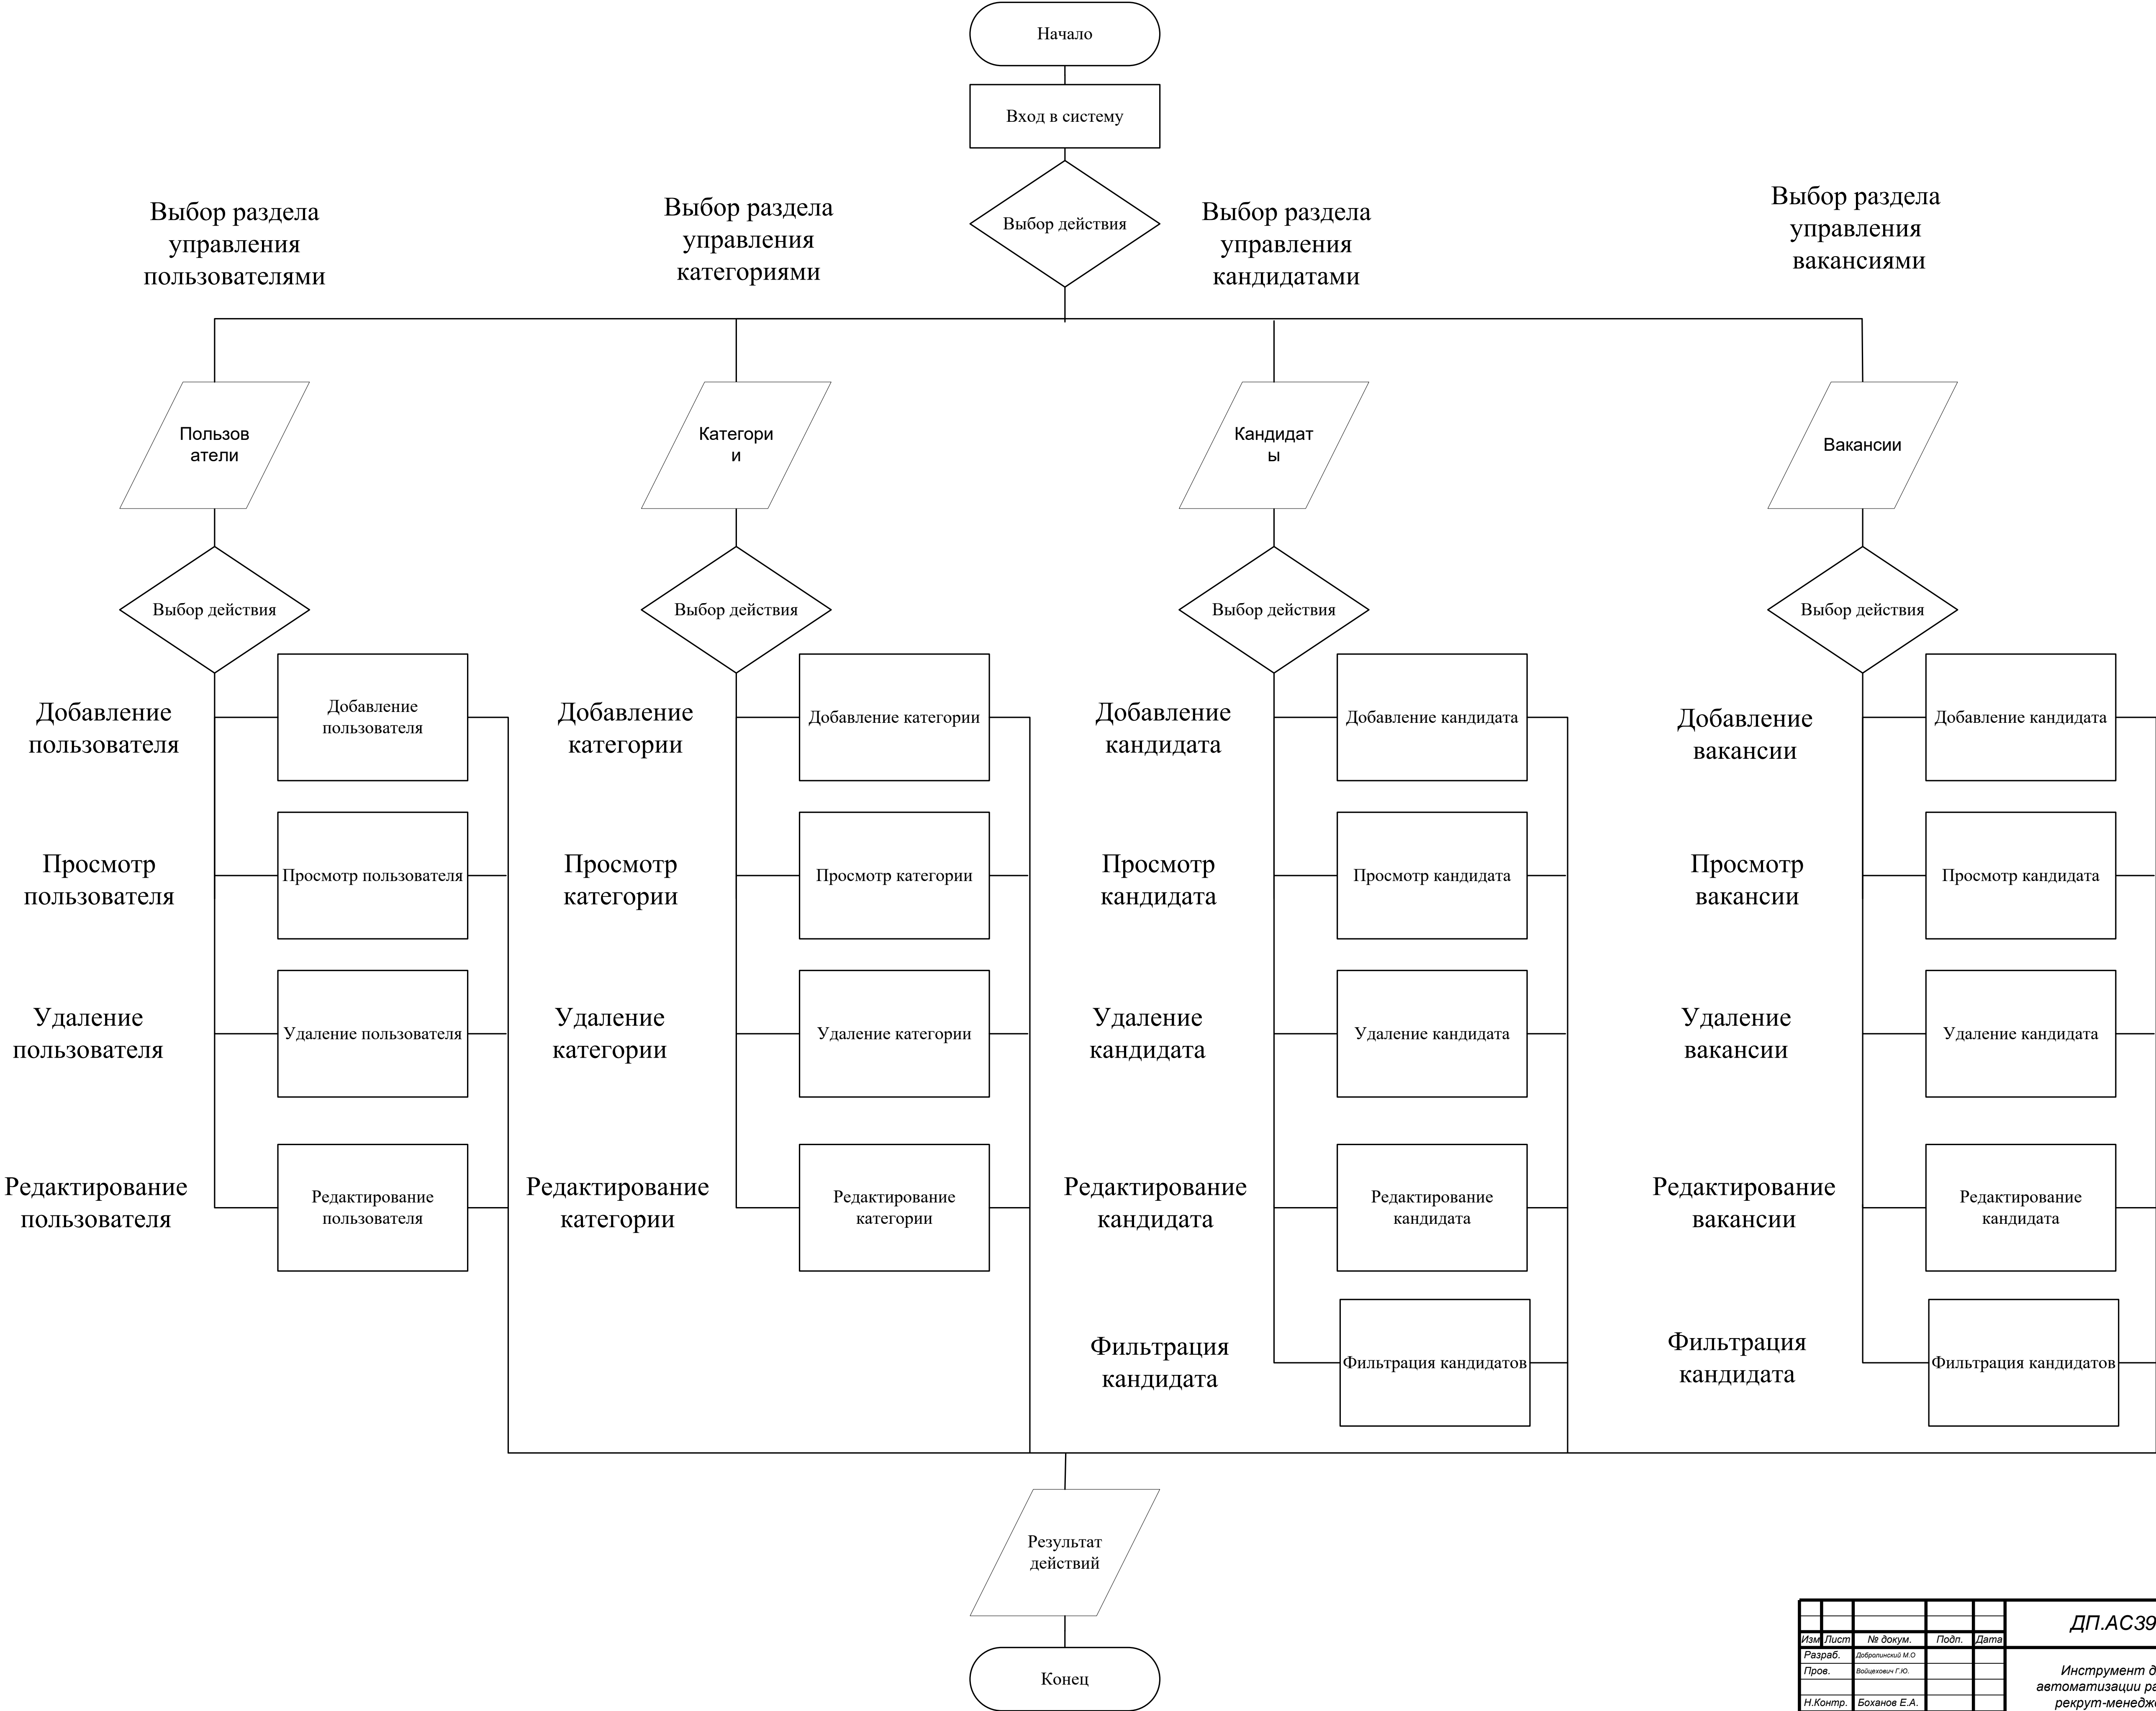 Начало
Вход в систему
Выбор действия
Выбор раздела
управления
пользователями
Выбор раздела
управления
категориями
Выбор раздела
управления
кандидатами
Выбор раздела
управления
вакансиями
Пользов
атели
Категори
и
Кандидат
ы
Вакансии
Выбор действия
Выбор действия
Выбор действия
Выбор действия
Добавление
пользователя
Добавление
пользователя
Добавление
категории
Добавление категории
Добавление
кандидата
Добавление кандидата
Добавление
вакансии
Добавление кандидата
Просмотр
пользователя
Просмотр пользователя
Просмотр
категории
Просмотр категории
Просмотр
кандидата
Просмотр кандидата
Просмотр
вакансии
Просмотр кандидата
Удаление
пользователя
Удаление пользователя
Удаление
категории
Удаление категории
Удаление
кандидата
Удаление кандидата
Удаление
вакансии
Удаление кандидата
Редактирование
пользователя
Редактирование
пользователя
Редактирование
категории
Редактирование
категории
Редактирование
кандидата
Редактирование
кандидата
Редактирование
вакансии
Редактирование
кандидата
Фильтрация
кандидата
Фильтрация кандидатов
Фильтрация
кандидата
Фильтрация кандидатов
Результат
действий
Конец
ДП.АС39
Изм Лист № докум. Подп. Дата
Разраб. Добролинский М.О
Пров. Войцехович Г.Ю.
Н.Контр. Боханов Е.А.
Инструмент д
автоматизации ра
рекрут-менедж